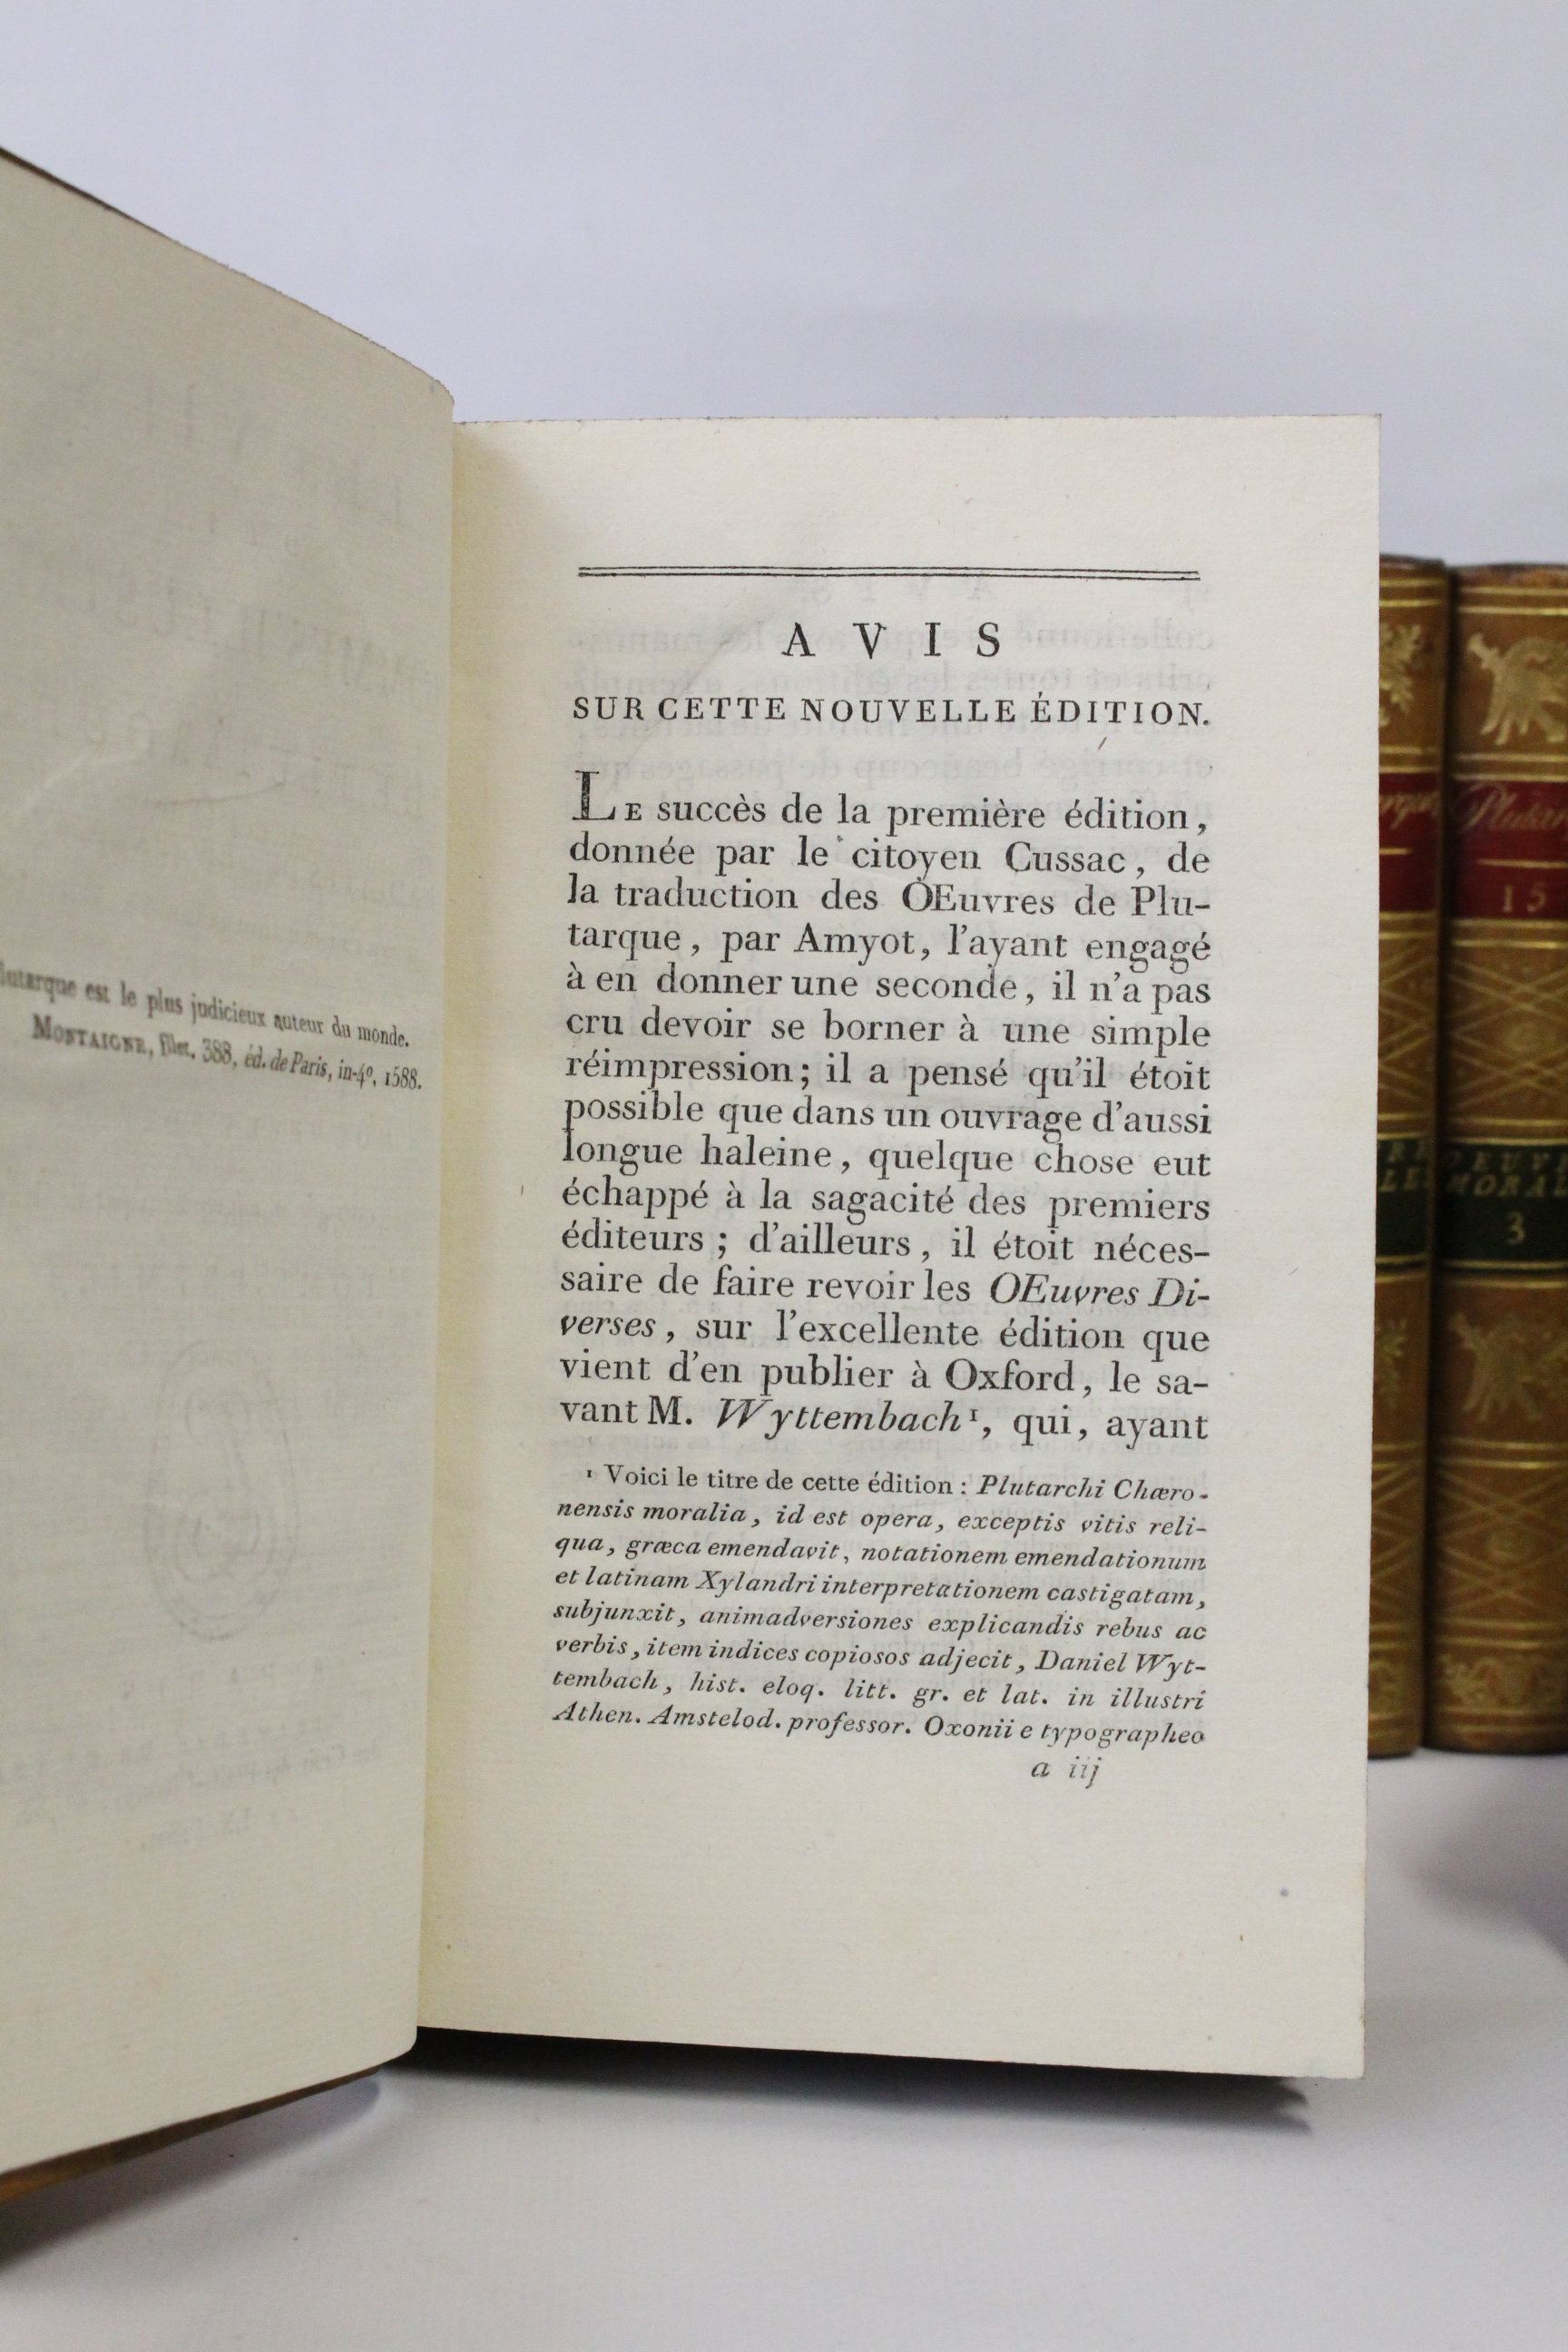 est le plus judicieux auteur du monde.
MONTAIGNE, fllet. 388, éd. de Paris, in-4º, 1588.
AVIS
SUR CETTE NOUVELLE ÉDITION.
LE succès de la première édition,
donnée par le citoyen Cussac, de
la traduction des OEuvres de Plu-
tarque, par Amyot, l'ayant engagé
à en donner une seconde, il n'a pas
cru devoir se borner à une simple
réimpression; il a pensé qu'il étoit
possible que dans un ouvrage d'aussi
longue haleine, quelque chose eut
échappé à la sagacité des premiers
éditeurs; d'ailleurs, il étoit néces-
saire de faire revoir les OEuvres Di-
verses, sur l'excellente édition que
vient d'en publier à Oxford, le sa-
vant M. Wyttembach¹, qui, ayant
¹ Voici le titre de cette édition : Plutarchi Chæro-
nensis moralia, id est opera, exceptis vitis reli-
qua, græca emendavit, notationem emendationum
et latinam Xylandri interpretationem castigatam,
subjunxit, animadversiones explicandis rebus ac
verbis, item indices copiosos adjecit, Daniel Wyt-
tembach, hist. eloq. litt. gr. et lat. in illustri
Athen. Amstelod. professor. Oxonii e typographeo
a iij
15
3